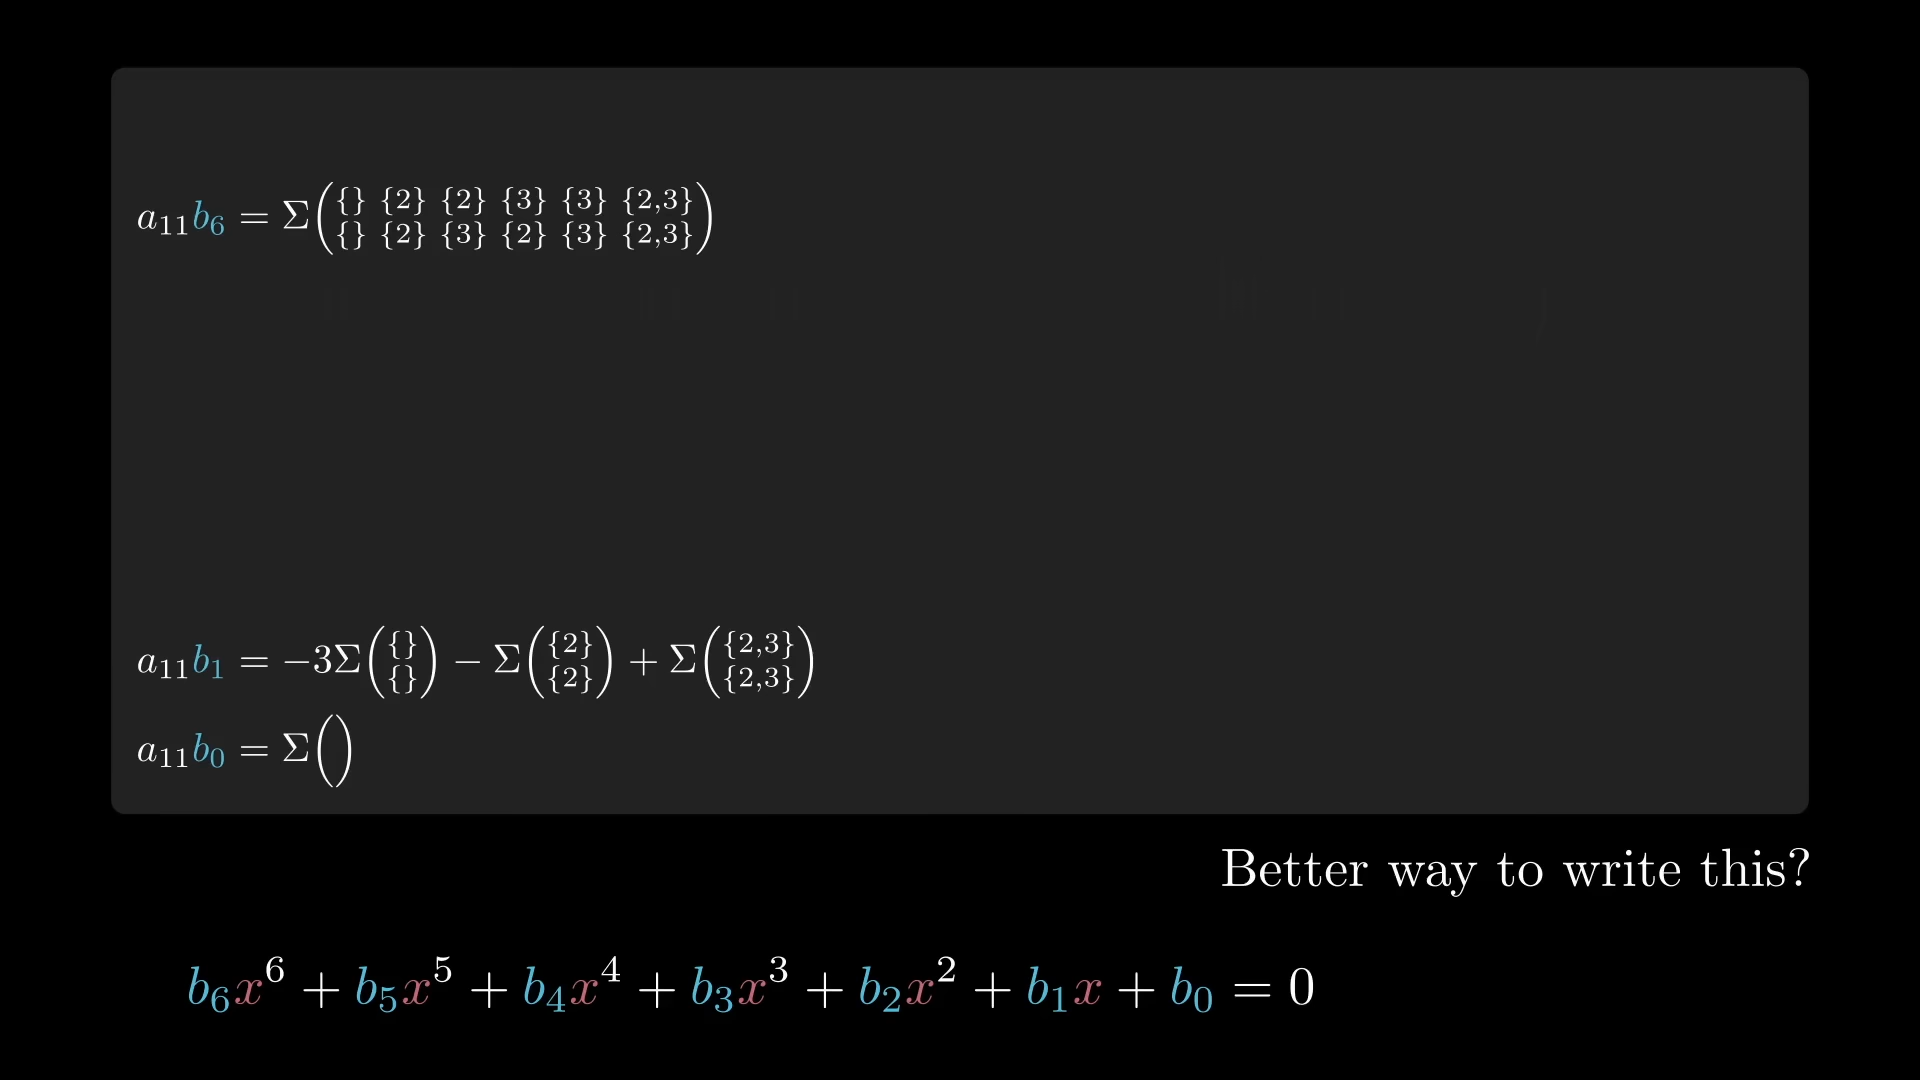 a₁₁b₆ = Σ({} {2} {2} {3} {3} {2,3}
{} {2} {3} {2} {3} {2,3})
a₁₁b₁ = −3Σ({} {}) − Σ({2} {2}) + Σ({2,3} {2,3})
a₁₁b₀ = Σ()
Better way to write this?
b₆x⁶ + b₅x⁵ + b₄x⁴ + b₃x³ + b₂x² + b₁x + b₀ = 0